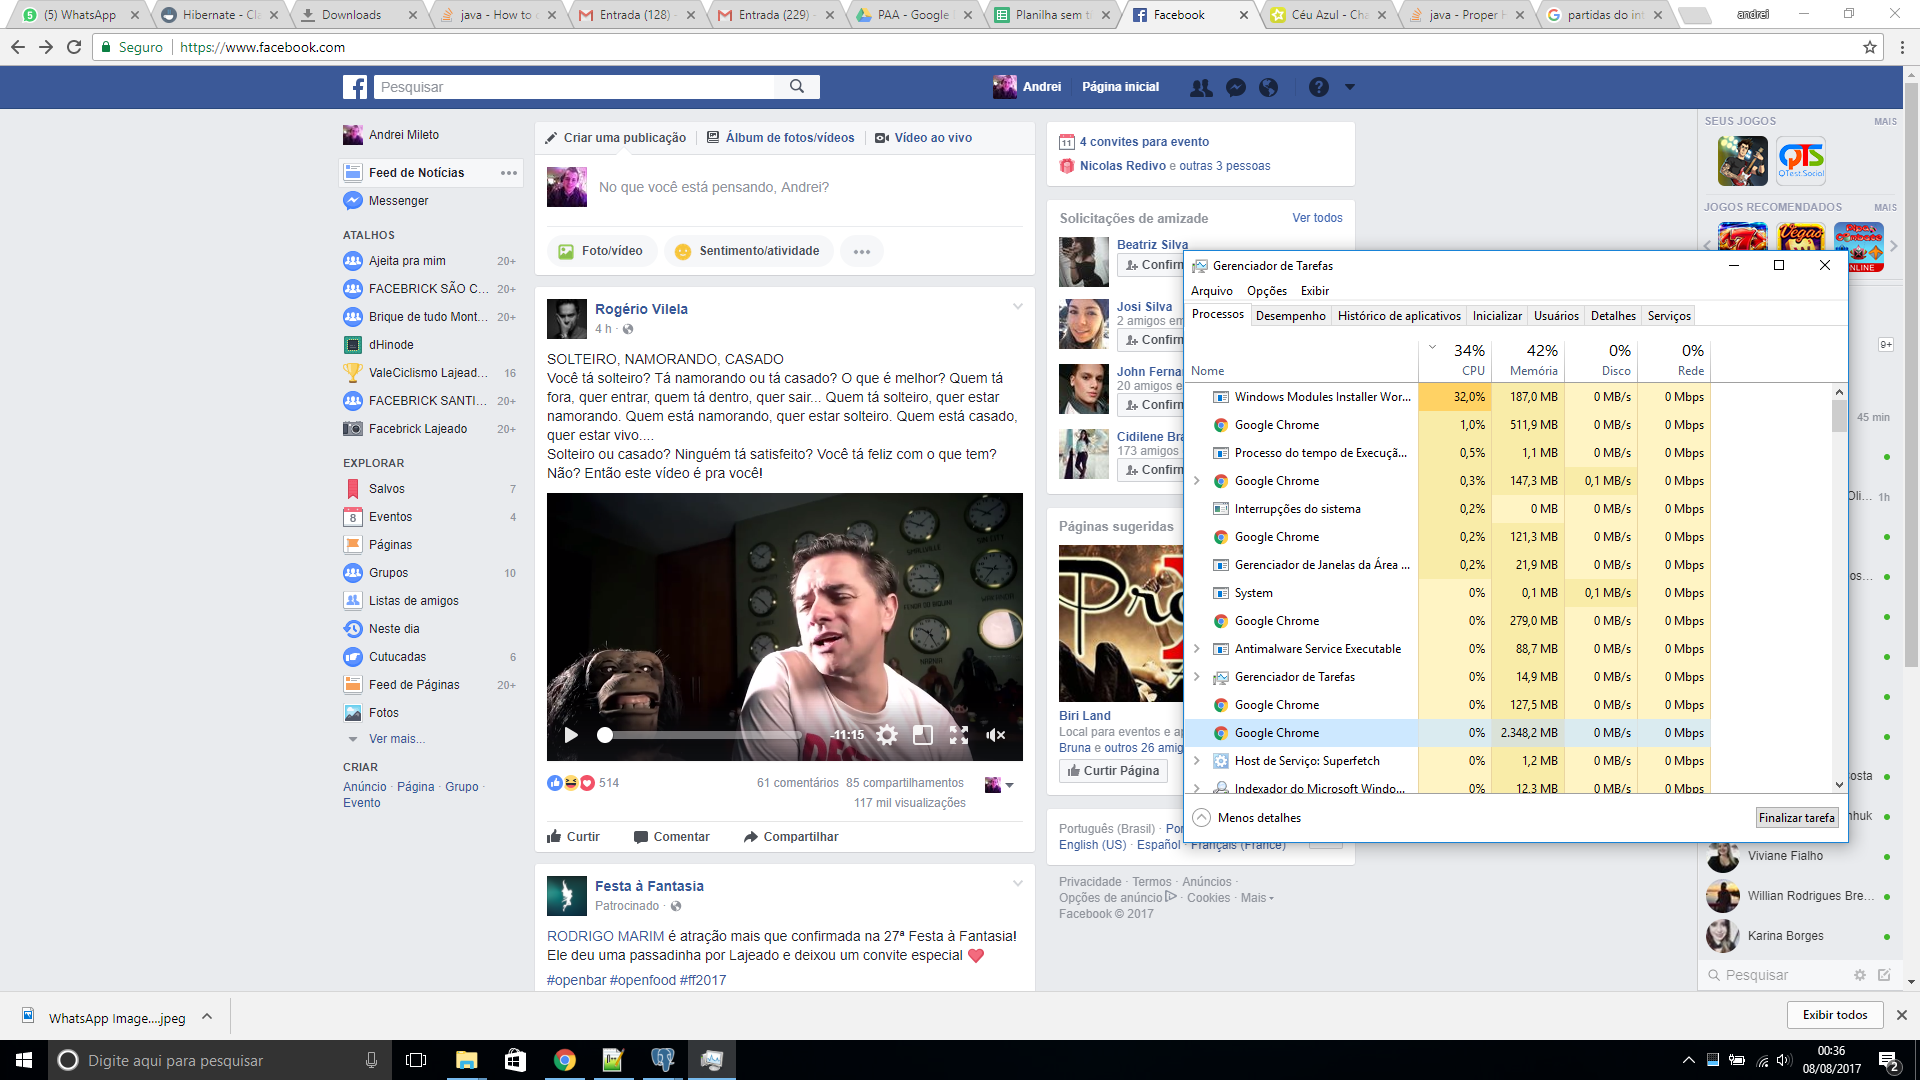 (5) WhatsApp
Hibernate - Cl
Downloads
java - How to
Entrada (128) -
Entrada (229) -
PAA - Google
Planilha sem t
Facebook
Céu Azul - Cha
java - Proper
partidas do int
andrei
Seguro
https://www.facebook.com
Pesquisar
Andrei
Página inicial
Andrei Mileto
Feed de Notícias
Messenger
ATALHOS
Ajeita pra mim 20+
FACEBRICK SÃO C... 20+
Brique de tudo Mont... 20+
dHinode
ValeCiclismo Lajead... 16
FACEBRICK SANTI... 20+
Facebrick Lajeado 20+
EXPLORAR
Salvos 7
8 Eventos 4
Páginas
Grupos 10
Listas de amigos
Neste dia
Cutucadas 6
Feed de Páginas 20+
Fotos
Ver mais...
CRIAR
Anúncio · Página · Grupo ·
Evento
Criar uma publicação
Álbum de fotos/vídeos
Vídeo ao vivo
No que você está pensando, Andrei?
Foto/vídeo
Sentimento/atividade
Rogério Vilela
4 h ·
SOLTEIRO, NAMORANDO, CASADO
Você tá solteiro? Tá namorando ou tá casado? O que é melhor? Quem tá
fora, quer entrar, quem tá dentro, quer sair... Quem tá solteiro, quer estar
namorando. Quem está namorando, quer estar solteiro. Quem está casado,
quer estar vivo....
Solteiro ou casado? Ninguém tá satisfeito? Você tá feliz com o que tem?
Não? Então este vídeo é pra você!
-11:15
514
61 comentários 85 compartilhamentos
117 mil visualizações
Curtir
Comentar
Compartilhar
Festa à Fantasia
Patrocinado ·
RODRIGO MARIM é atração mais que confirmada na 27ª Festa à Fantasia!
Ele deu uma passadinha por Lajeado e deixou um convite especial
#openbar #openfood #ff2017
11 4 convites para evento
Nicolas Redivo e outras 3 pessoas
Solicitações de amizade
Ver todos
Beatriz Silva
Confirm
Josi Silva
2 amigos em
Confirm
John Fernan
20 amigos e
Confirm
Cidilene Bra
173 amigos
Confirm
Páginas sugeridas
Biri Land
Local para eventos e ap
Bruna e outros 26 amig
Curtir Página
Português (Brasil) · Por
English (US) · Español · Français (France)
Privacidade · Termos · Anúncios ·
Opções de anúncio · Cookies · Mais
Facebook © 2017
SEUS JOGOS
MAIS
QTS
QTest.Social
JOGOS RECOMENDADOS
MAIS
Vegas
ONLINE
9+
45 min
Oli... 1h
os...
osta
nhuk
Viviane Fialho
Willian Rodrigues Bre...
Karina Borges
Pesquisar
Gerenciador de Tarefas
Arquivo Opções Exibir
Processos Desempenho Histórico de aplicativos Inicializar Usuários Detalhes Serviços
34% 42% 0% 0%
Nome CPU Memória Disco Rede
Windows Modules Installer Wor... 32,0% 187,0 MB 0 MB/s 0 Mbps
Google Chrome 1,0% 511,9 MB 0 MB/s 0 Mbps
Processo do tempo de Execuçã... 0,5% 1,1 MB 0 MB/s 0 Mbps
Google Chrome 0,3% 147,3 MB 0,1 MB/s 0 Mbps
Interrupções do sistema 0,2% 0 MB 0 MB/s 0 Mbps
Google Chrome 0,2% 121,3 MB 0 MB/s 0 Mbps
Gerenciador de Janelas da Área ... 0,2% 21,9 MB 0 MB/s 0 Mbps
System 0% 0,1 MB 0,1 MB/s 0 Mbps
Google Chrome 0% 279,0 MB 0 MB/s 0 Mbps
Antimalware Service Executable 0% 88,7 MB 0 MB/s 0 Mbps
Gerenciador de Tarefas 0% 14,9 MB 0 MB/s 0 Mbps
Google Chrome 0% 127,5 MB 0 MB/s 0 Mbps
Google Chrome 0% 2.348,2 MB 0 MB/s 0 Mbps
Host de Serviço: Superfetch 0% 1,2 MB 0 MB/s 0 Mbps
Indexador do Microsoft Windo... 0% 12,3 MB 0 MB/s 0 Mbps
Menos detalhes
Finalizar tarefa
WhatsApp Image....jpeg
Exibir todos
Digite aqui para pesquisar
00:36
08/08/2017
2